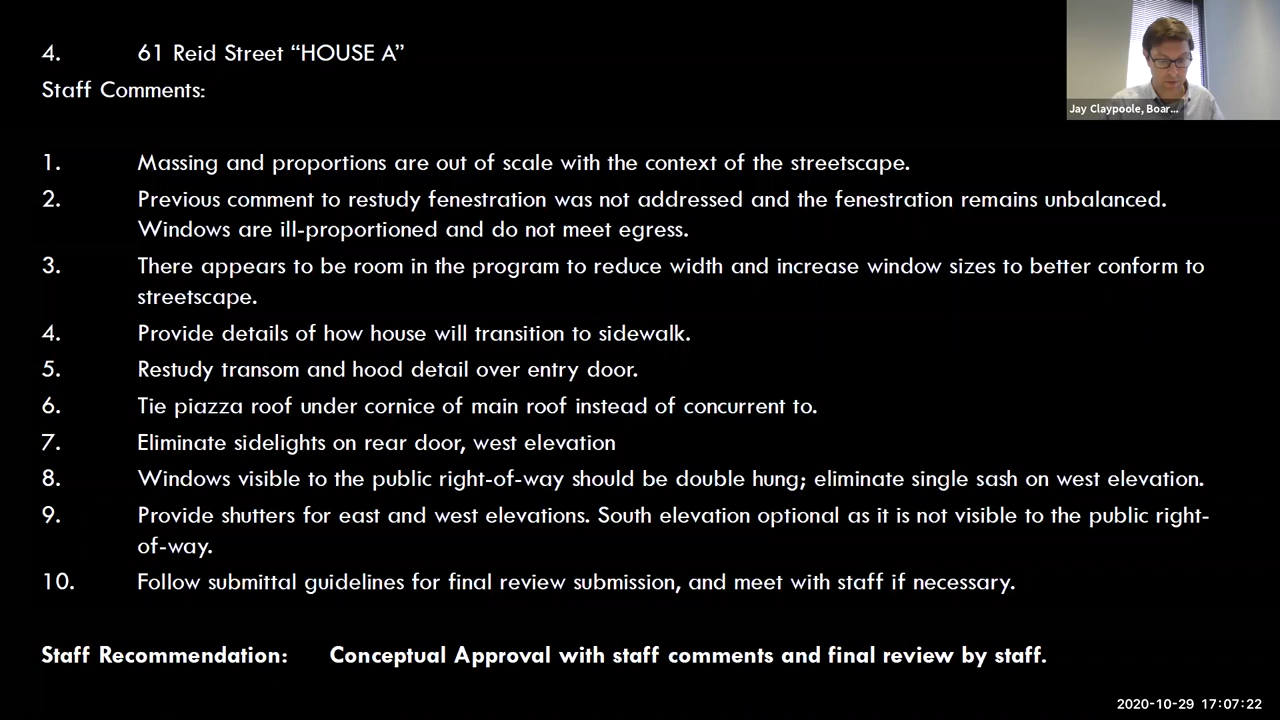 4. 61 Reid Street “HOUSE A”
Staff Comments:
1. Massing and proportions are out of scale with the context of the streetscape.
2. Previous comment to restudy fenestration was not addressed and the fenestration remains unbalanced.
Windows are ill-proportioned and do not meet egress.
3. There appears to be room in the program to reduce width and increase window sizes to better conform to
streetscape.
4. Provide details of how house will transition to sidewalk.
5. Restudy transom and hood detail over entry door.
6. Tie piazza roof under cornice of main roof instead of concurrent to.
7. Eliminate sidelights on rear door, west elevation
8. Windows visible to the public right-of-way should be double hung; eliminate single sash on west elevation.
9. Provide shutters for east and west elevations. South elevation optional as it is not visible to the public right-
of-way.
10. Follow submittal guidelines for final review submission, and meet with staff if necessary.
Staff Recommendation: Conceptual Approval with staff comments and final review by staff.
Jay Claypoole, Boar...
2020-10-29 17:07:22